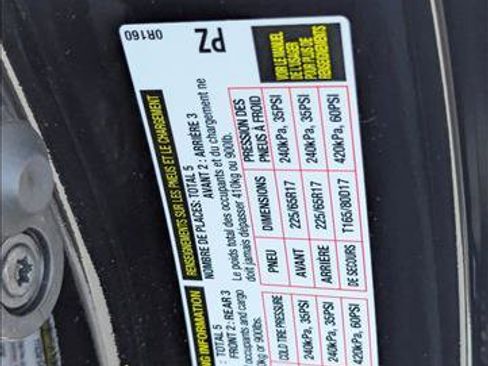 0R160
PZ
RENSEIGNEMENTS SUR LES PNEUS ET LE CHARGEMENT
NOMBRE DE PLACES: TOTAL 5
AVANT 2 : ARRIÈRE 3
Le poids total des occupants et du chargement ne
doit jamais dépasser 410kg ou 900lb.
PNEU DIMENSIONS PRESSION DES PNEUS À FROID
AVANT 225/65R17 240kPa, 35PSI
ARRIÈRE 225/65R17 240kPa, 35PSI
DE SECOURS T165/80D17 420kPa, 60PSI
VOIR LE MANUEL
DE L'USAGER
POUR PLUS DE
RENSEIGNEMENTS
NG INFORMATION
: TOTAL 5
FRONT 2 : REAR 3
occupants and cargo
kg or 900lbs.
COLD TIRE PRESSURE
240kPa, 35PSI
240kPa, 35PSI
420kPa, 60PSI